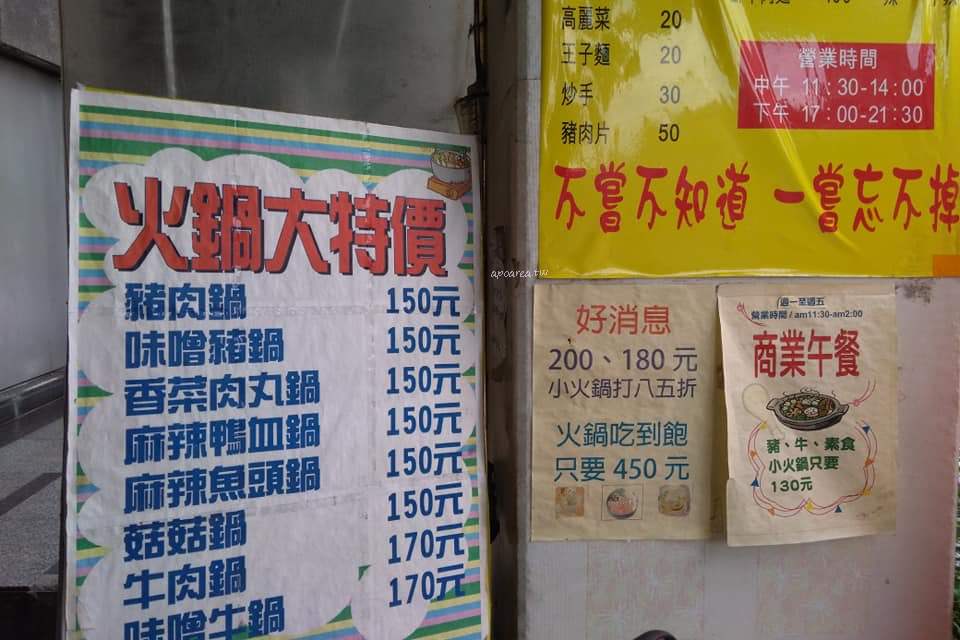 火鍋大特價
豬肉鍋 150元
味噌豬鍋 150元
香菜肉丸鍋 150元
麻辣鴨血鍋 150元
麻辣魚頭鍋 150元
菇菇鍋 150元
牛肉鍋 170元
味噌牛鍋 170元
高麗菜 20
王子麵 20
炒手 30
豬肉片 50
營業時間
中午 11:30-14:00
下午 17:00-21:30
不嘗不知道 一嘗忘不掉
apoarea.tw
好消息
200、180 元
小火鍋打八五折
火鍋吃到飽
只要 450 元
週一至週五
營業時間 / am11:30-am2:00
商業午餐
豬、牛、素食
小火鍋只要
130元